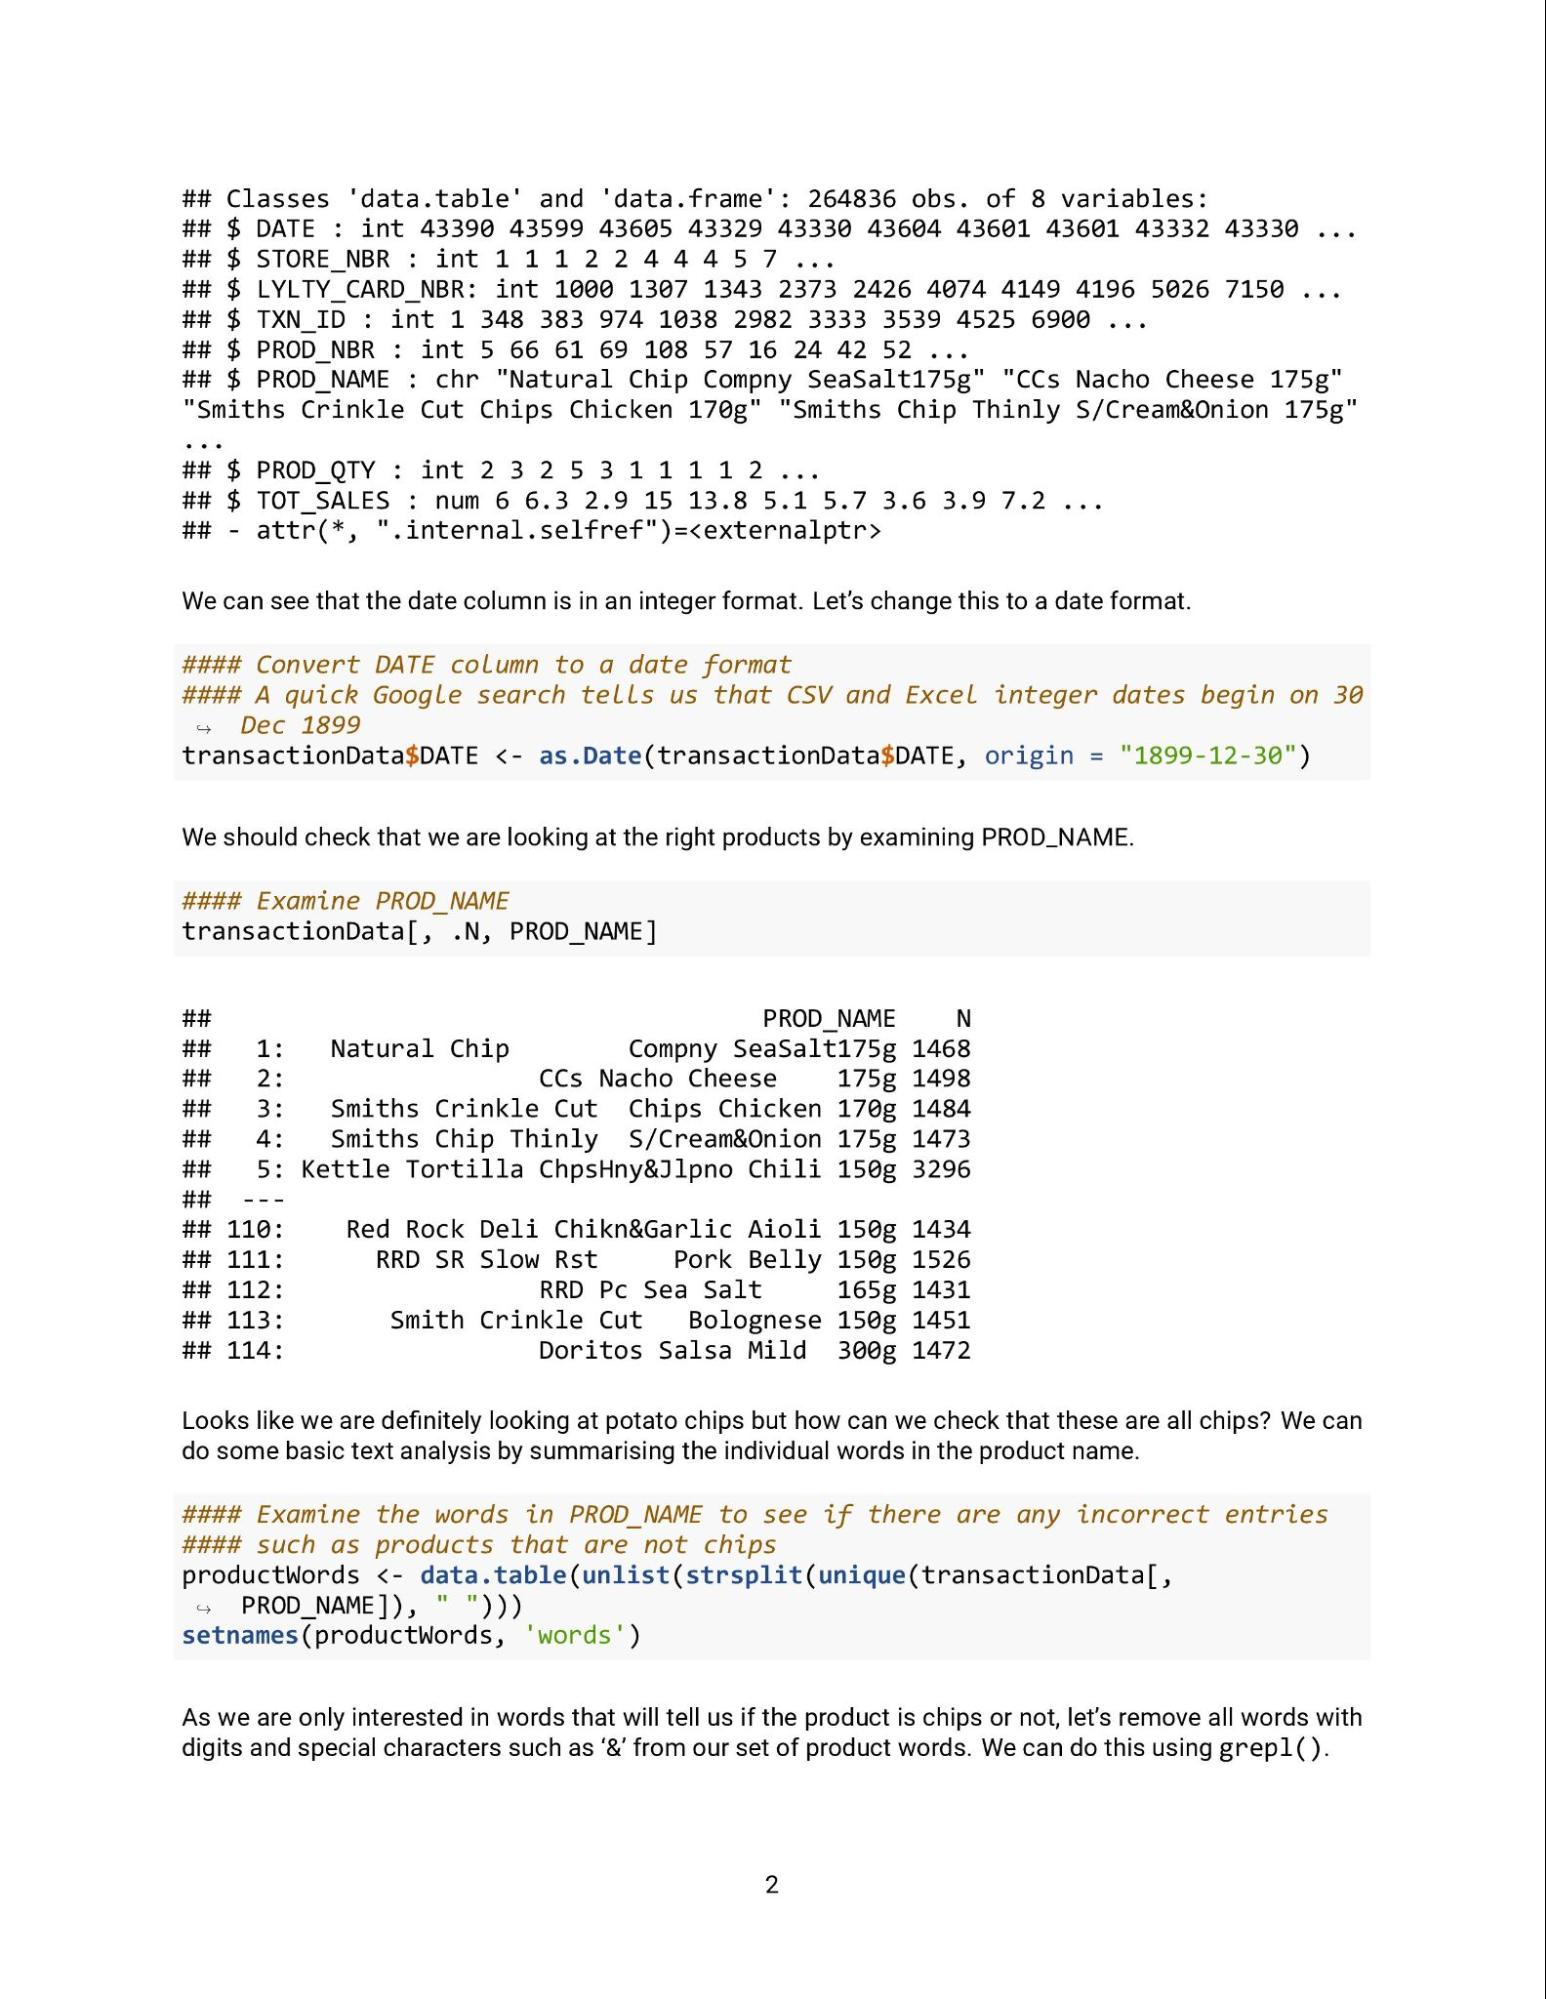 ## Classes 'data.table' and 'data.frame': 264836 obs. of 8 variables:
## $ DATE : int 43390 43599 43605 43329 43330 43604 43601 43601 43332 43330 ...
## $ STORE_NBR : int 1 1 1 2 2 4 4 4 5 7 ...
## $ LYLTY_CARD_NBR: int 1000 1307 1343 2373 2426 4074 4149 4196 5026 7150 ...
## $ TXN_ID : int 1 348 383 974 1038 2982 3333 3539 4525 6900 ...
## $ PROD_NBR : int 5 66 61 69 108 57 16 24 42 52 ...
## $ PROD_NAME : chr "Natural Chip Compny SeaSalt175g" "CCs Nacho Cheese 175g"
"Smiths Crinkle Cut Chips Chicken 170g" "Smiths Chip Thinly S/Cream&Onion 175g"
...
## $ PROD_QTY : int 2 3 2 5 3 1 1 1 1 2 ...
## $ TOT_SALES : num 6 6.3 2.9 15 13.8 5.1 5.7 3.6 3.9 7.2 ...
## - attr(*, ".internal.selfref")=<externalptr>
We can see that the date column is in an integer format. Let’s change this to a date format.
#### Convert DATE column to a date format
#### A quick Google search tells us that CSV and Excel integer dates begin on 30
↪ Dec 1899
transactionData$DATE <- as.Date(transactionData$DATE, origin = "1899-12-30")
We should check that we are looking at the right products by examining PROD_NAME.
#### Examine PROD_NAME
transactionData[, .N, PROD_NAME]
##                                     PROD_NAME    N
##   1:   Natural Chip        Compny SeaSalt175g 1468
##   2:                 CCs Nacho Cheese    175g 1498
##   3:   Smiths Crinkle Cut  Chips Chicken 170g 1484
##   4:   Smiths Chip Thinly  S/Cream&Onion 175g 1473
##   5: Kettle Tortilla ChpsHny&Jlpno Chili 150g 3296
##  ---
## 110:    Red Rock Deli Chikn&Garlic Aioli 150g 1434
## 111:      RRD SR Slow Rst     Pork Belly 150g 1526
## 112:                 RRD Pc Sea Salt     165g 1431
## 113:       Smith Crinkle Cut   Bolognese 150g 1451
## 114:                 Doritos Salsa Mild  300g 1472
Looks like we are definitely looking at potato chips but how can we check that these are all chips? We can
do some basic text analysis by summarising the individual words in the product name.
#### Examine the words in PROD_NAME to see if there are any incorrect entries
#### such as products that are not chips
productWords <- data.table(unlist(strsplit(unique(transactionData[,
↪ PROD_NAME]), " ")))
setnames(productWords, 'words')
As we are only interested in words that will tell us if the product is chips or not, let’s remove all words with
digits and special characters such as ‘&’ from our set of product words. We can do this using grepl().
2